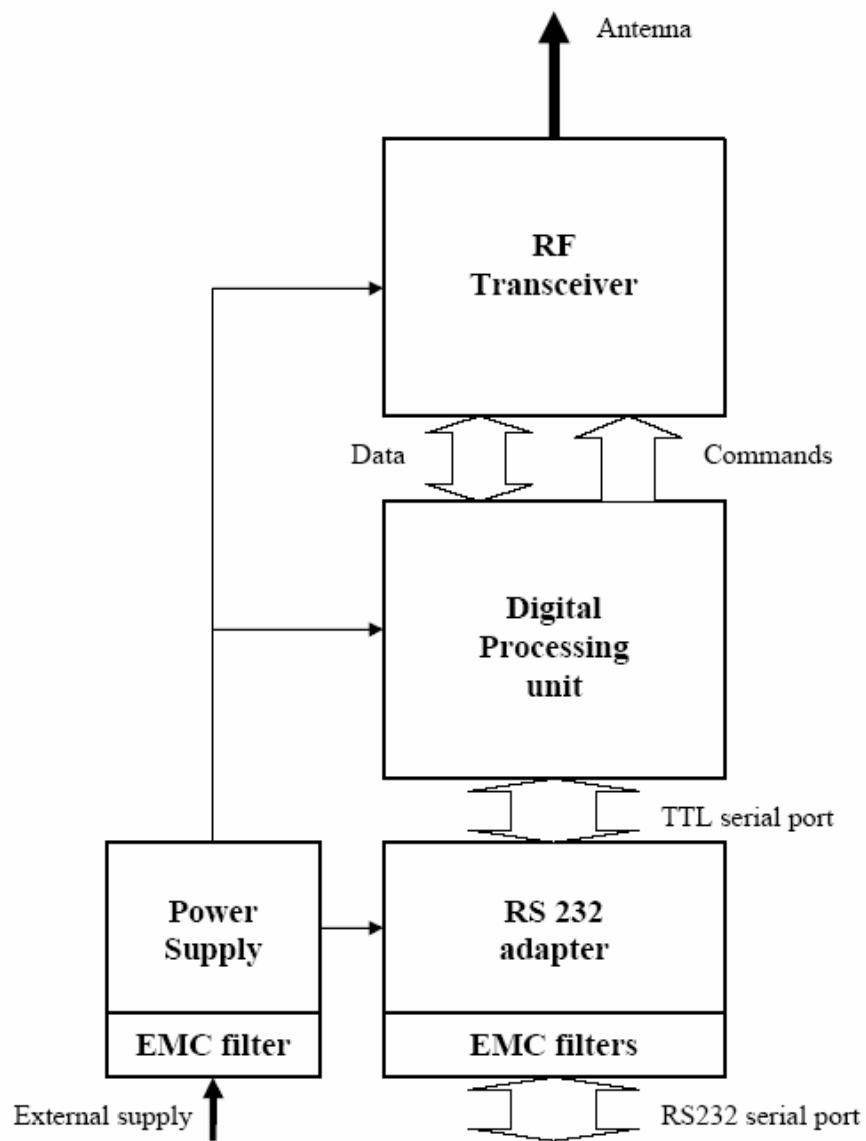 Antenna
RF
Transceiver
Data
Commands
Digital
Processing
unit
TTL serial port
Power
Supply
RS 232
adapter
EMC filter
EMC filters
External supply
RS232 serial port